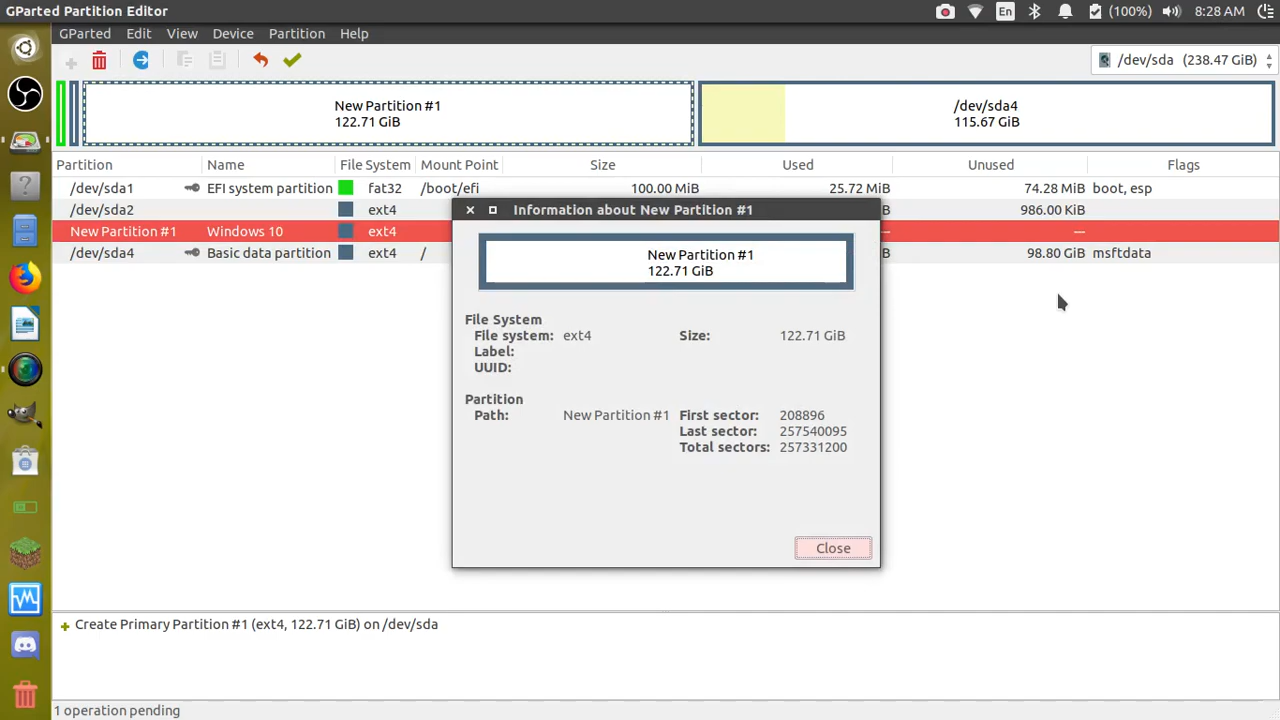 GParted Partition Editor
En
(100%)
8:28 AM
GParted Edit View Device Partition Help
/dev/sda (238.47 GiB)
New Partition #1
122.71 GiB
/dev/sda4
115.67 GiB
Partition Name File System Mount Point Size Used Unused Flags
/dev/sda1 EFI system partition fat32 /boot/efi 100.00 MiB 25.72 MiB 74.28 MiB boot, esp
/dev/sda2 ext4 B 986.00 KiB
New Partition #1 Windows 10 ext4 — —
/dev/sda4 Basic data partition ext4 / B 98.80 GiB msftdata
Information about New Partition #1
New Partition #1
122.71 GiB
File System
File system: ext4 Size: 122.71 GiB
Label:
UUID:
Partition
Path: New Partition #1 First sector: 208896
Last sector: 257540095
Total sectors: 257331200
Close
Create Primary Partition #1 (ext4, 122.71 GiB) on /dev/sda
1 operation pending